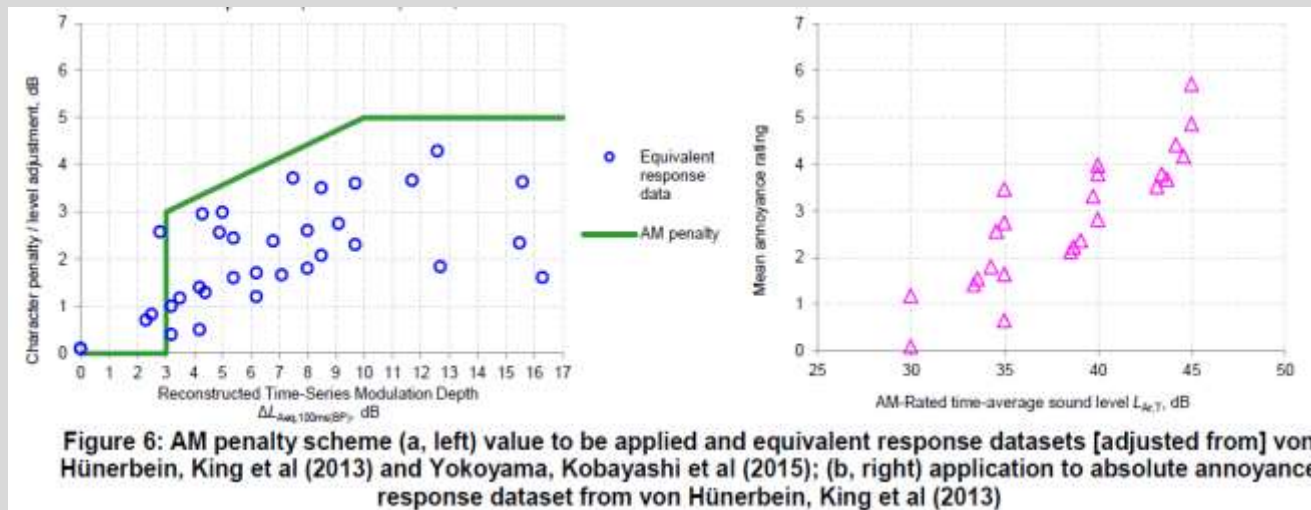 7
6
5
4
3
2
1
0
Character penalty / level adjustment, dB
0 1 2 3 4 5 6 7 8 9 10 11 12 13 14 15 16 17
Reconstructed Time-Series Modulation Depth
ΔL_Aeq,100ms(BP), dB
Equivalent
response
data
AM penalty
7
6
5
4
3
2
1
0
Mean annoyance rating
25 30 35 40 45 50
AM-Rated time-average sound level L_Ar,T, dB
Figure 6: AM penalty scheme (a, left) value to be applied and equivalent response datasets [adjusted from] von
Hünerbein, King et al (2013) and Yokoyama, Kobayashi et al (2015); (b, right) application to absolute annoyance
response dataset from von Hünerbein, King et al (2013)